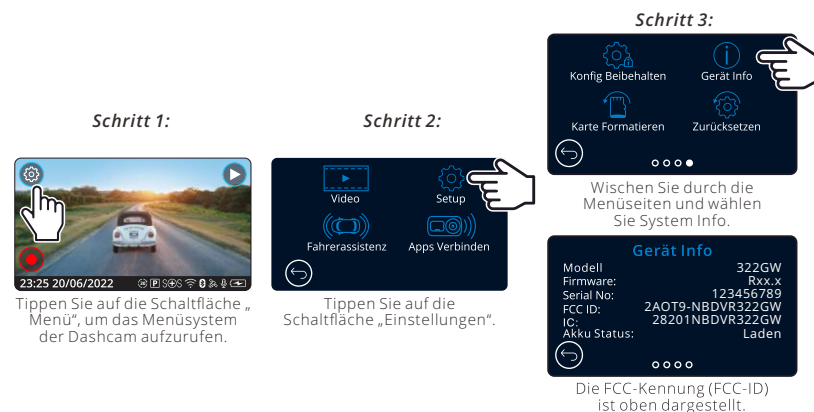 Schritt 1:
23:25 20/06/2022
Tippen Sie auf die Schaltfläche „
Menü“, um das Menüsystem
der Dashcam aufzurufen.
Schritt 2:
Video
Setup
Fahrerassistenz
Apps Verbinden
Tippen Sie auf die
Schaltfläche „Einstellungen“.
Schritt 3:
Konfig Beibehalten
Gerät Info
Karte Formatieren
Zurücksetzen
Wischen Sie durch die
Menüseiten und wählen
Sie System Info.
Gerät Info
Modell 322GW
Firmware: Rxx.x
Serial No: 123456789
FCC ID: 2AOT9-NBDVR322GW
IC: 28201NBDVR322GW
Akku Status: Laden
Die FCC-Kennung (FCC-ID)
ist oben dargestellt.